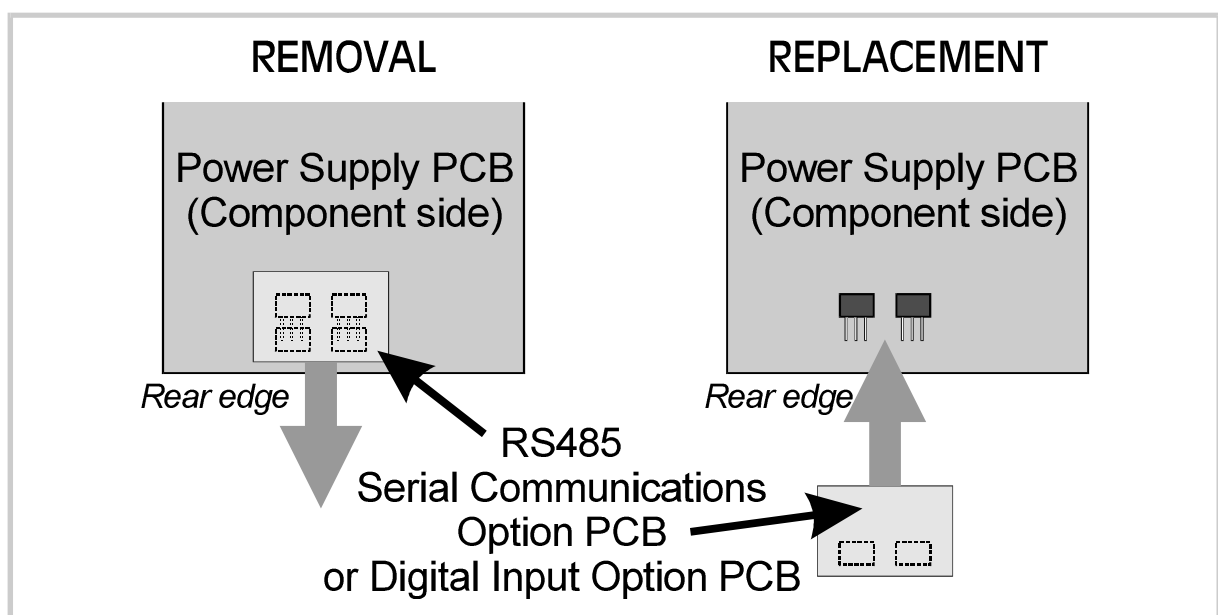 REMOVAL
Power Supply PCB
(Component side)
Rear edge
REPLACEMENT
Power Supply PCB
(Component side)
Rear edge
RS485
Serial Communications
Option PCB
or Digital Input Option PCB